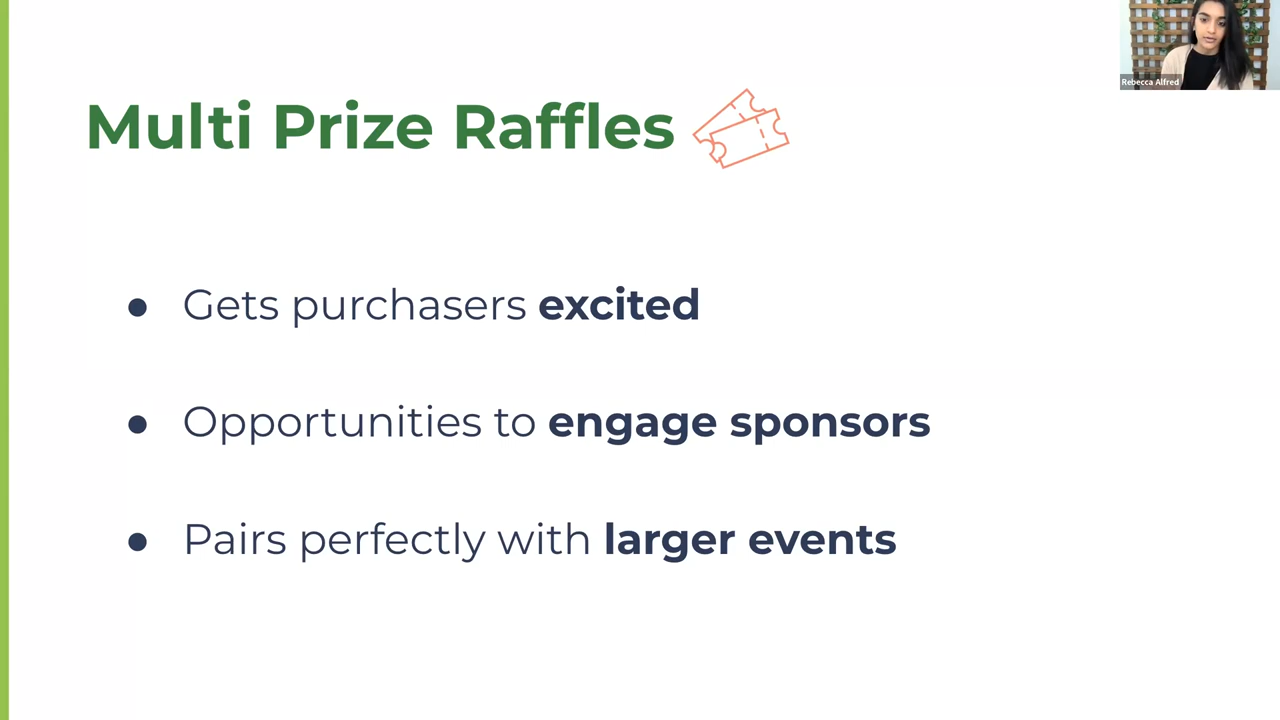 Rebecca Alfred
Multi Prize Raffles
● Gets purchasers excited
● Opportunities to engage sponsors
● Pairs perfectly with larger events